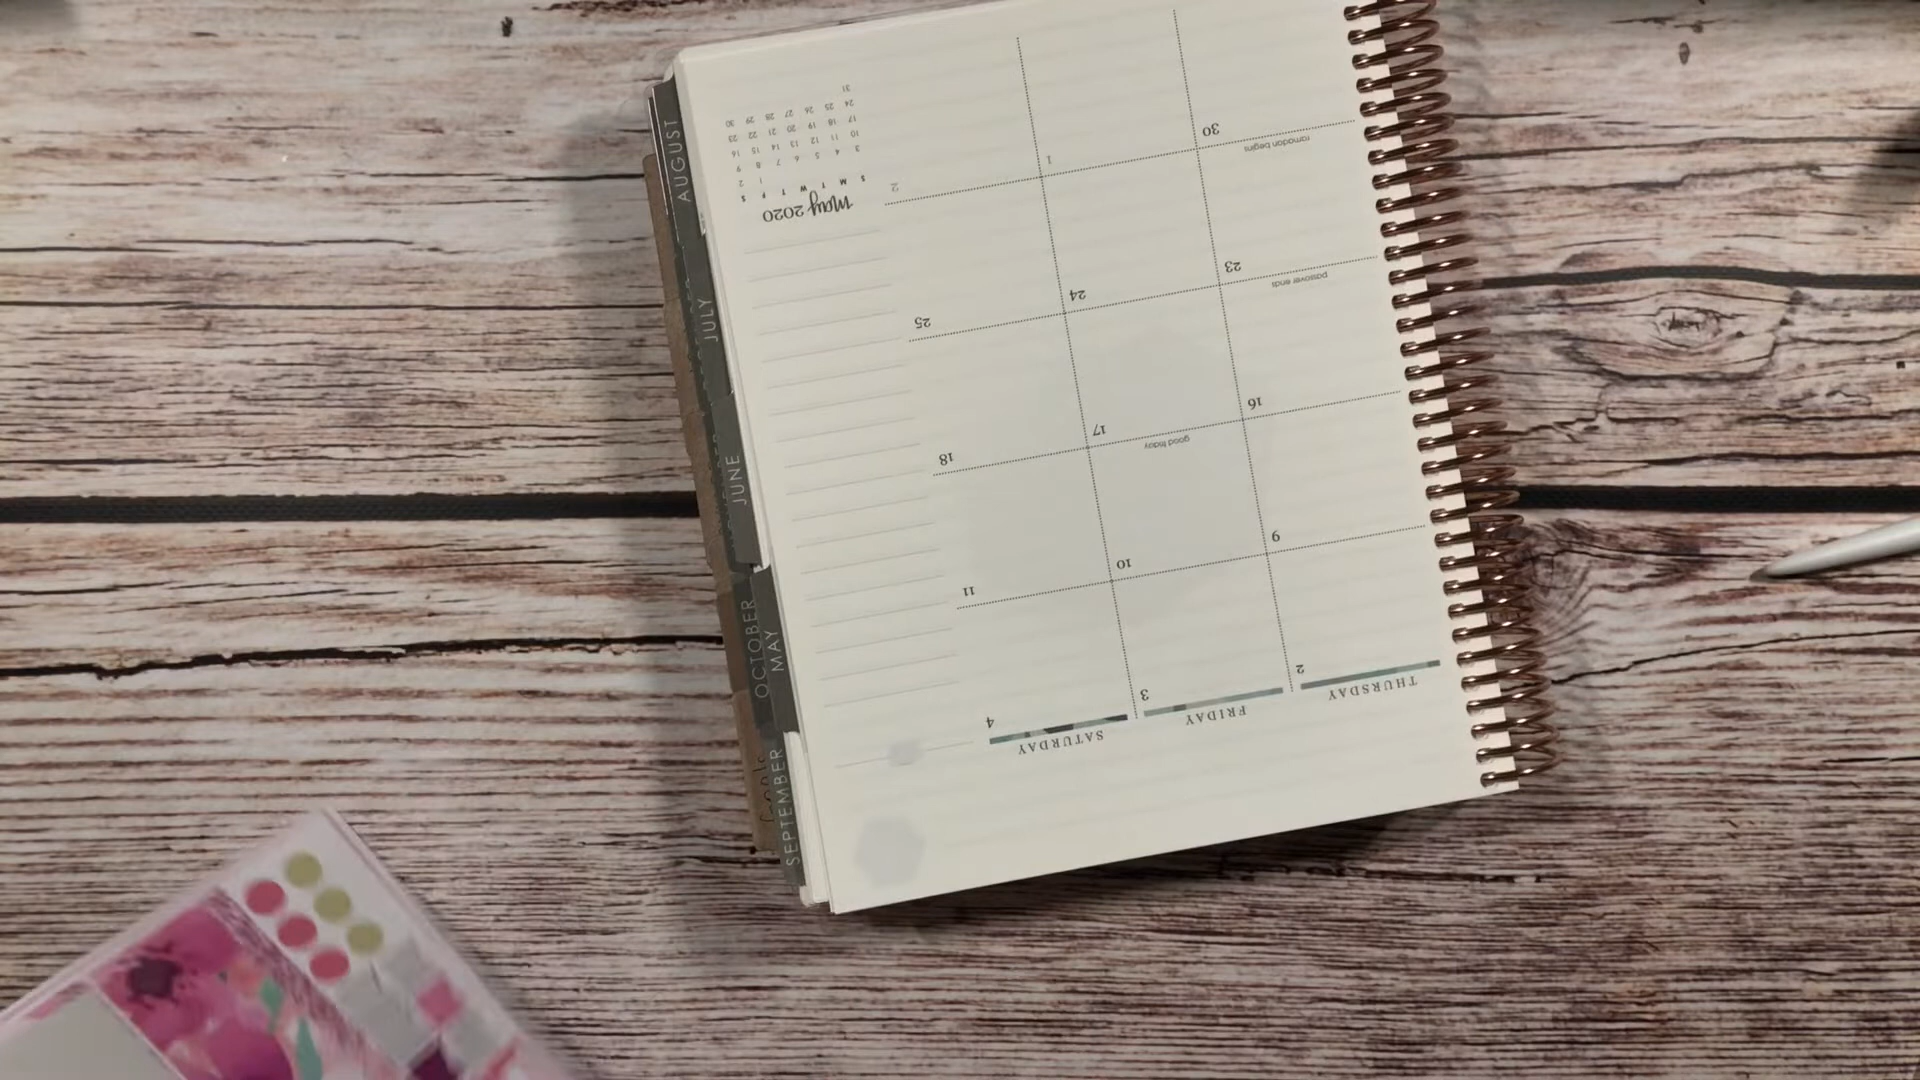 THURSDAY FRIDAY SATURDAY
2 3 4
9 10 11
16 17 18
good friday
23 24 25
passover ends
30 1 2
ramadan begins
may 2020
S M T W T F S
1 2
3 4 5 6 7 8 9
10 11 12 13 14 15 16
17 18 19 20 21 22 23
24 25 26 27 28 29 30
31
AUGUST
JULY
JUNE
OCTOBER
MAY
SEPTEMBER